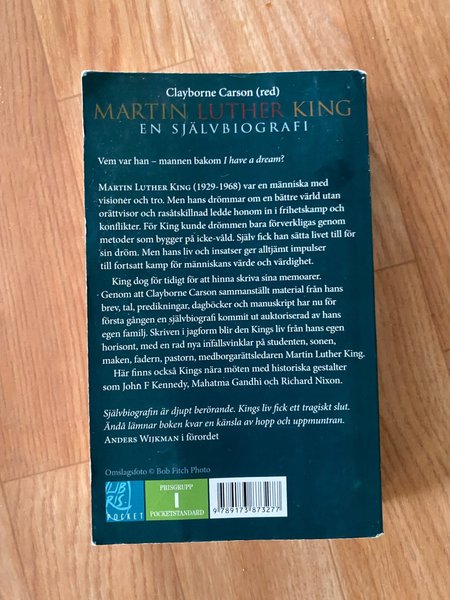 Clayborne Carson (red)
MARTIN LUTHER KING
EN SJÄLVBIOGRAFI
Vem var han – mannen bakom I have a dream?
MARTIN LUTHER KING (1929-1968) var en människa med
visioner och tro. Men hans drömmar om en bättre värld utan
orättvisor och rasåtskillnad ledde honom in i frihetskamp och
konflikter. För King kunde drömmen bara förverkligas genom
metoder som bygger på icke-våld. Själv fick han sätta livet till för
sin dröm. Men hans liv och insatser ger alltjämt impulser
till fortsatt kamp för människans värde och värdighet.
King dog för tidigt för att hinna skriva sina memoarer.
Genom att Clayborne Carson sammanställt material från hans
brev, tal, predikningar, dagböcker och manuskript har nu för
första gången en självbiografi kommit ut auktoriserad av hans
egen familj. Skriven i jagform blir den Kings liv från hans egen
horisont, med en rad nya infallsvinklar på studenten, sonen,
maken, fadern, pastorn, medborgarättsledaren Martin Luther King.
Här finns också Kings nära möten med historiska gestalter
som John F Kennedy, Mahatma Gandhi och Richard Nixon.
Självbiografin är djupt berörande. Kings liv fick ett tragiskt slut.
Ändå lämnar boken kvar en känsla av hopp och uppmuntran.
ANDERS WIJKMAN i förordet
Omslagsfoto © Bob Fitch Photo
LIB
RIS
POCKET
PRISGRUPP
1
POCKETSTANDARD
9 789173 873277